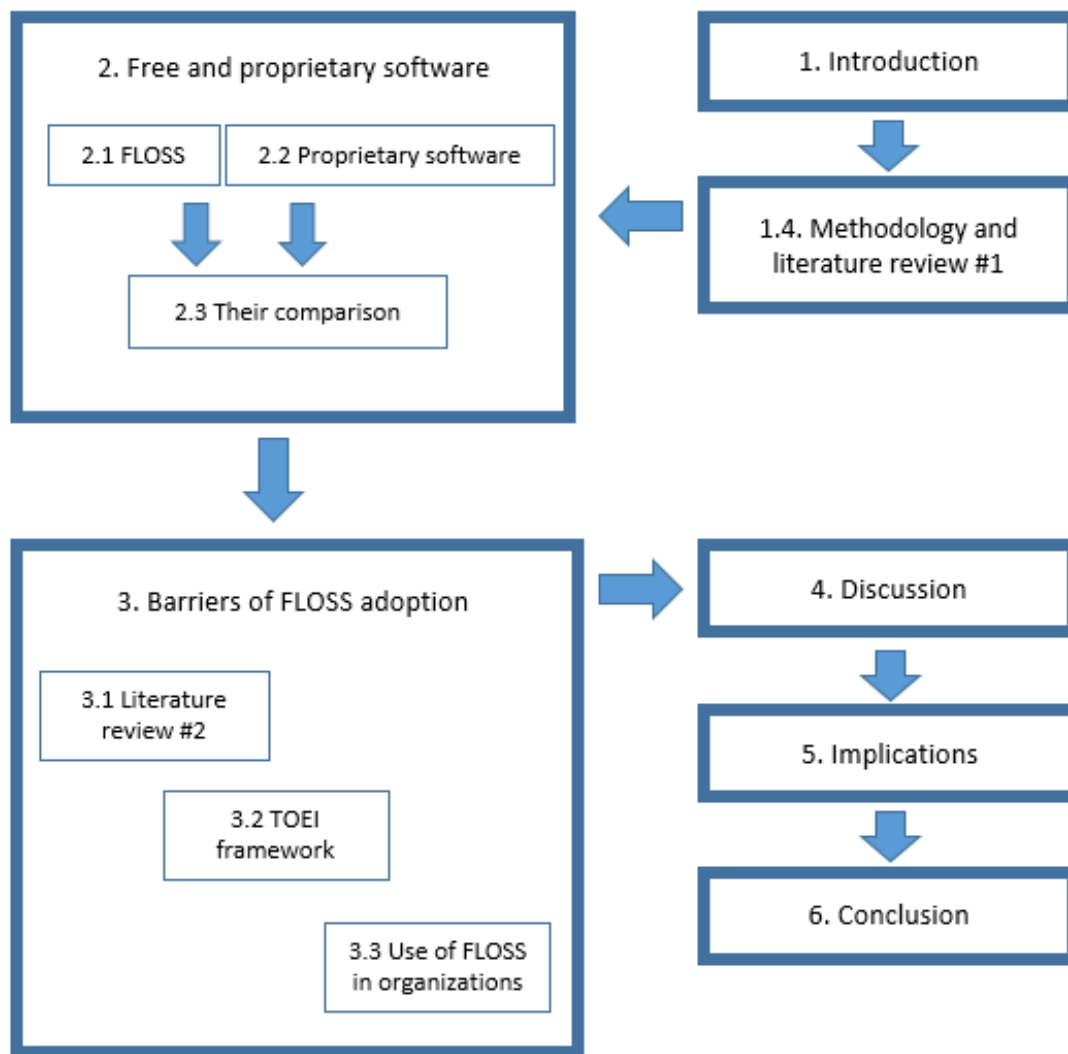 1. Introduction
1.4. Methodology and
literature review #1
2. Free and proprietary software
2.1 FLOSS
2.2 Proprietary software
2.3 Their comparison
3. Barriers of FLOSS adoption
3.1 Literature
review #2
3.2 TOEI
framework
3.3 Use of FLOSS
in organizations
4. Discussion
5. Implications
6. Conclusion